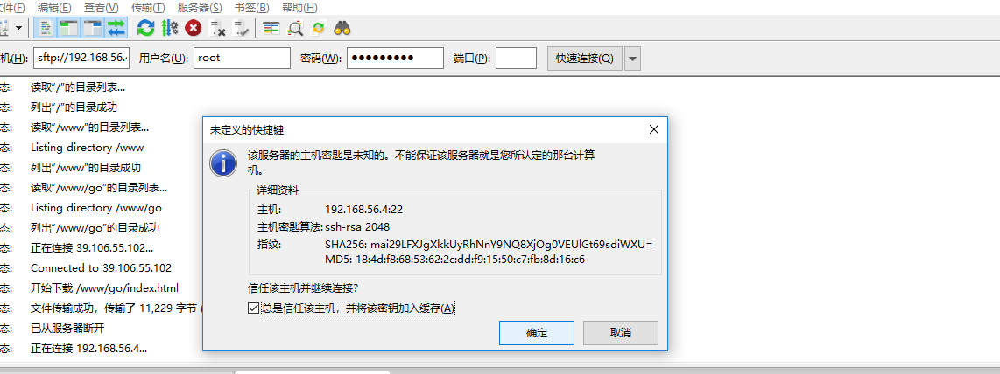 文件(F) 编辑(E) 查看(V) 传输(T) 服务器(S) 书签(B) 帮助(H)
机(H): sftp://192.168.56.4 用户名(U): root 密码(W): ●●●●●●●●● 端口(P): 快速连接(Q)
态: 读取"/"的目录列表...
态: 列出"/"的目录成功
态: 读取"/www"的目录列表...
态: Listing directory /www
态: 列出"/www"的目录成功
态: 读取"/www/go"的目录列表...
态: Listing directory /www/go
态: 列出"/www/go"的目录成功
态: 正在连接 39.106.55.102...
态: Connected to 39.106.55.102
态: 开始下载 /www/go/index.html
态: 文件传输成功，传输了 11,229 字节 (
态: 已从服务器断开
态: 正在连接 192.168.56.4...
未定义的快捷键
该服务器的主机密匙是未知的。不能保证该服务器就是您所认定的那台计算
机。
详细资料
主机: 192.168.56.4:22
主机密匙算法: ssh-rsa 2048
指纹: SHA256: mai29LFXJgXkkUyRhNnY9NQ8XjOg0VEUlGt69sdiWXU=
MD5: 18:4d:f8:68:53:62:2c:dd:f9:15:50:c7:fb:8d:16:c6
信任该主机并继续连接?
总是信任该主机，并将该密钥加入缓存(A)
确定 取消